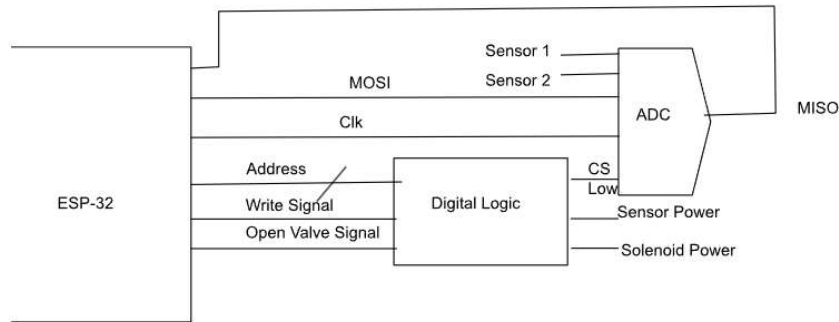 Sensor 1
MOSI
Sensor 2
ADC
MISO
Clk
Address
CS
Low
ESP-32
Write Signal
Digital Logic
Sensor Power
Open Valve Signal
Solenoid Power